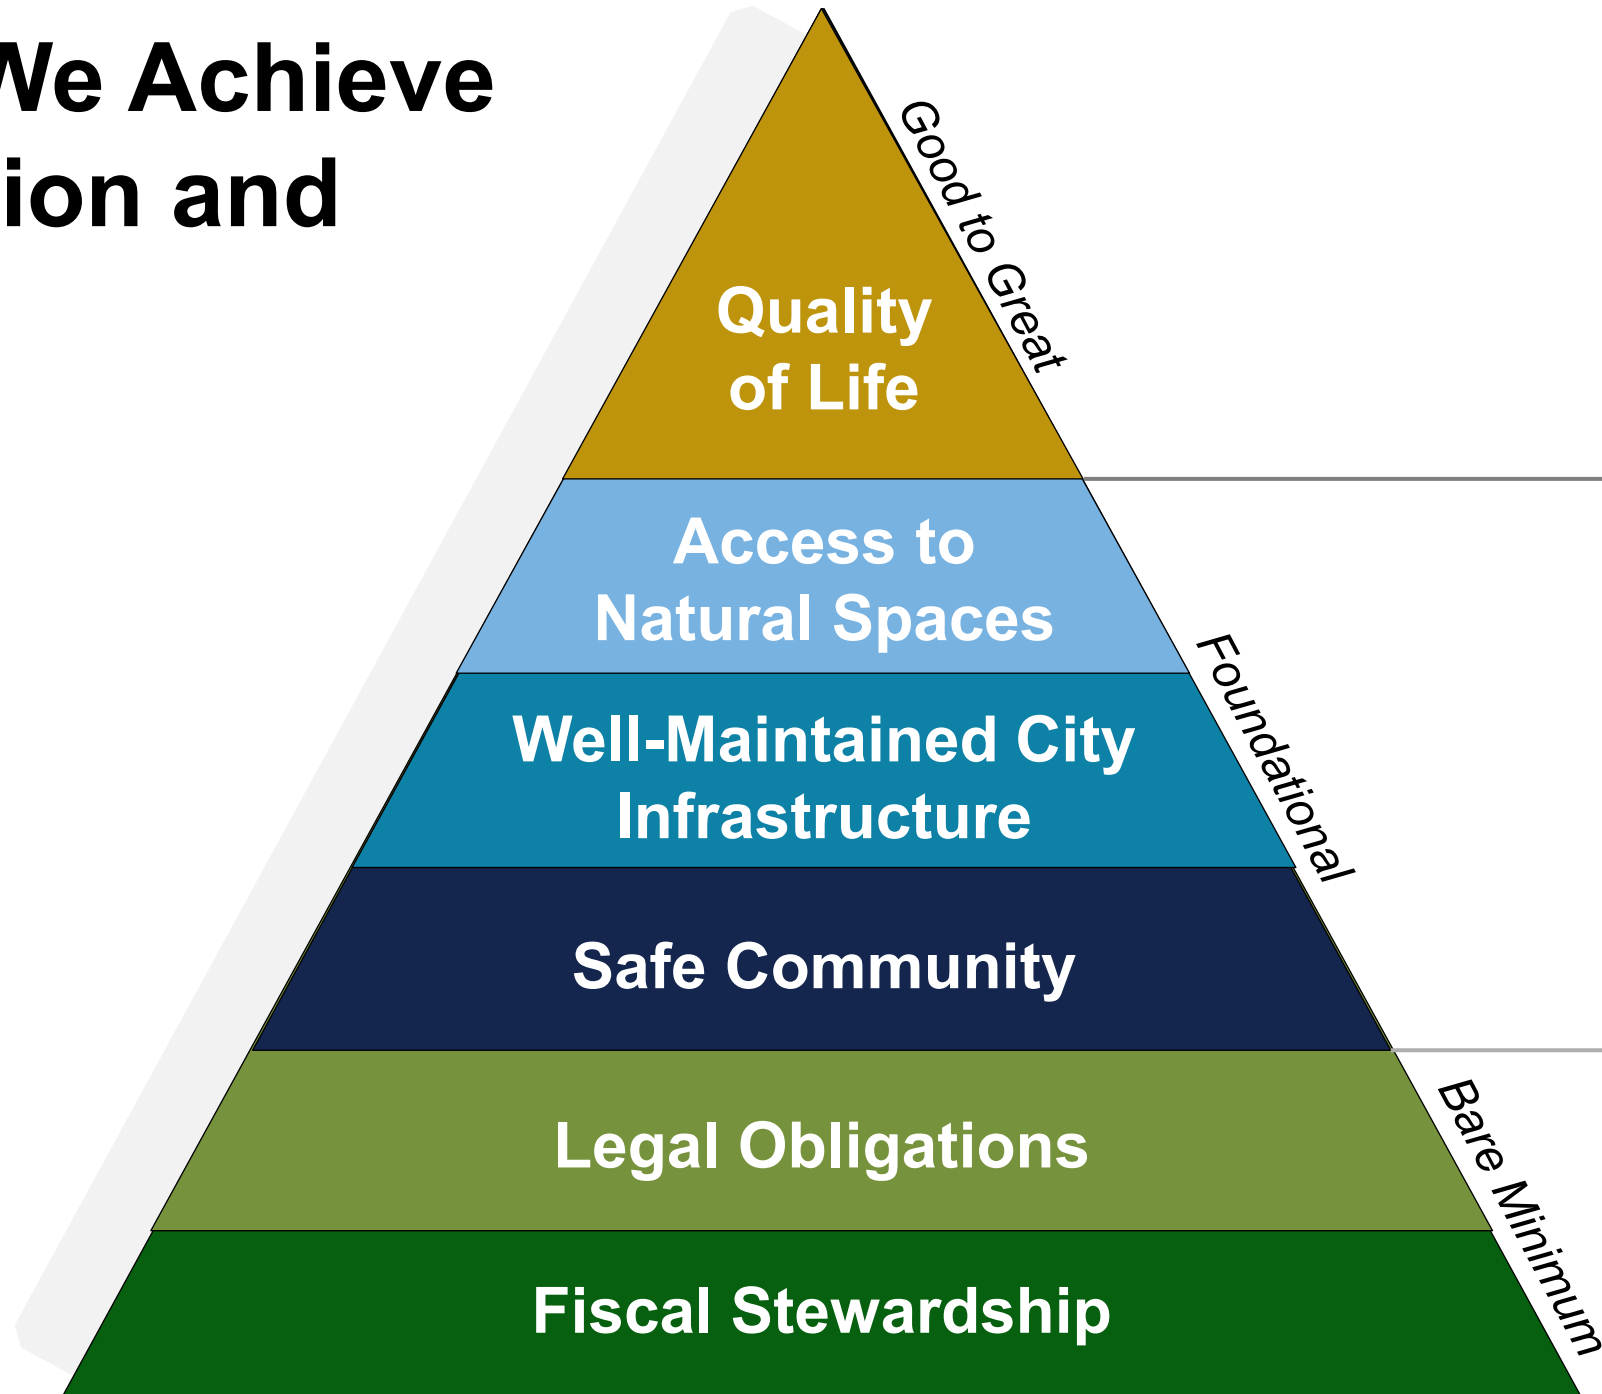 We Achieve
ion and
Good to Great
Quality
of Life
Access to
Natural Spaces
Foundational
Well-Maintained City
Infrastructure
Safe Community
Legal Obligations
Bare Minimum
Fiscal Stewardship